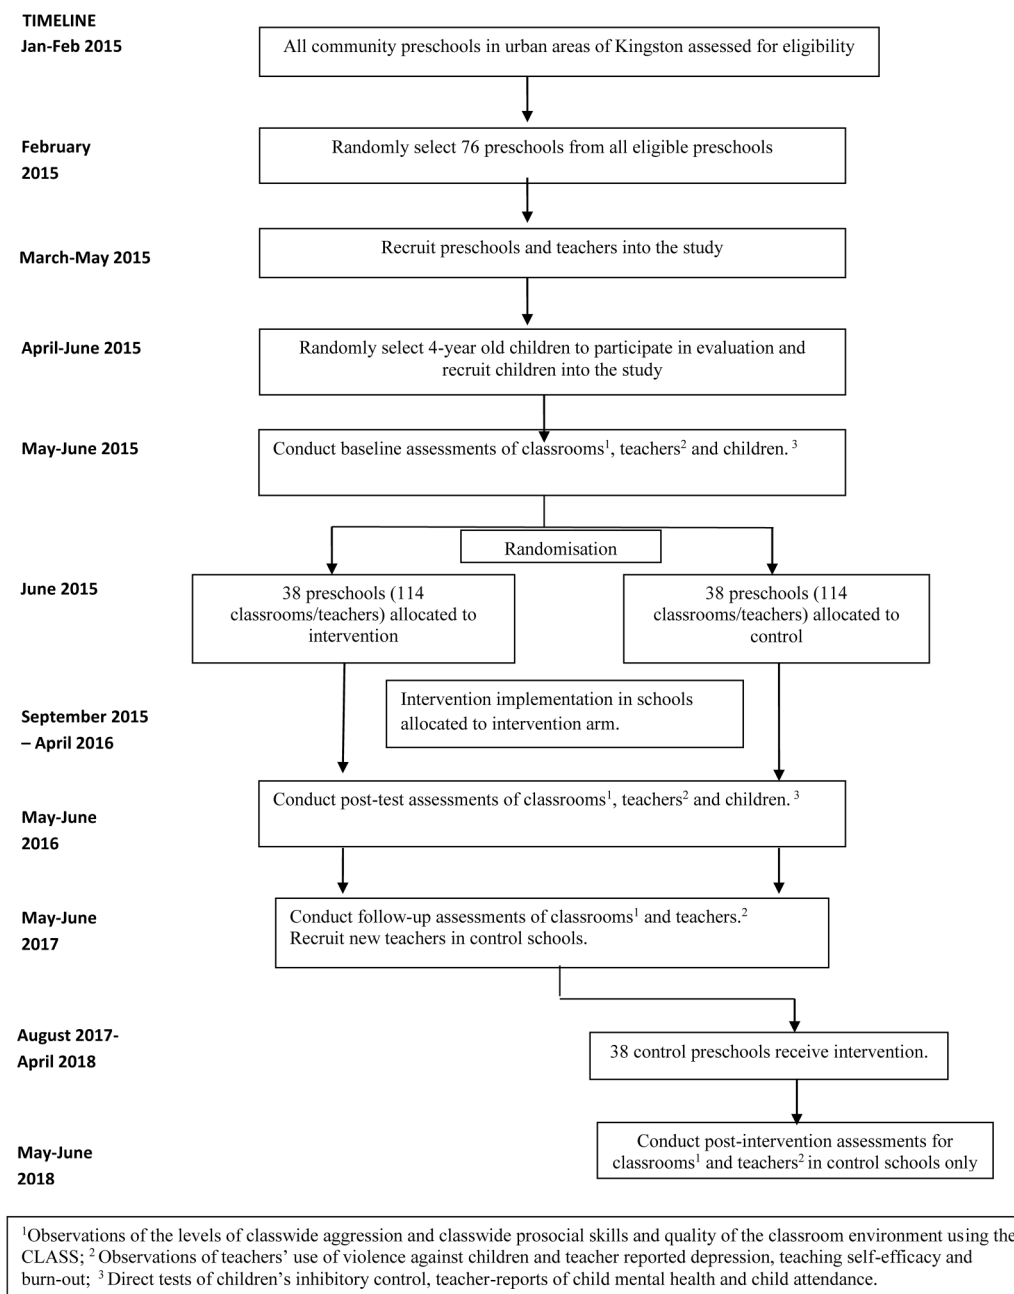 TIMELINE
Jan-Feb 2015
All community preschools in urban areas of Kingston assessed for eligibility
February
2015
Randomly select 76 preschools from all eligible preschools
March-May 2015
Recruit preschools and teachers into the study
April-June 2015
Randomly select 4-year old children to participate in evaluation and
recruit children into the study
May-June 2015
Conduct baseline assessments of classrooms¹, teachers² and children. ³
Randomisation
June 2015
38 preschools (114
classrooms/teachers) allocated to
intervention
38 preschools (114
classrooms/teachers) allocated to
control
September 2015
– April 2016
Intervention implementation in schools
allocated to intervention arm.
May-June
2016
Conduct post-test assessments of classrooms¹, teachers² and children. ³
May-June
2017
Conduct follow-up assessments of classrooms¹ and teachers.²
Recruit new teachers in control schools.
August 2017-
April 2018
38 control preschools receive intervention.
May-June
2018
Conduct post-intervention assessments for
classrooms¹ and teachers² in control schools only
¹Observations of the levels of classwide aggression and classwide prosocial skills and quality of the classroom environment using the
CLASS; ² Observations of teachers’ use of violence against children and teacher reported depression, teaching self-efficacy and
burn-out; ³ Direct tests of children’s inhibitory control, teacher-reports of child mental health and child attendance.